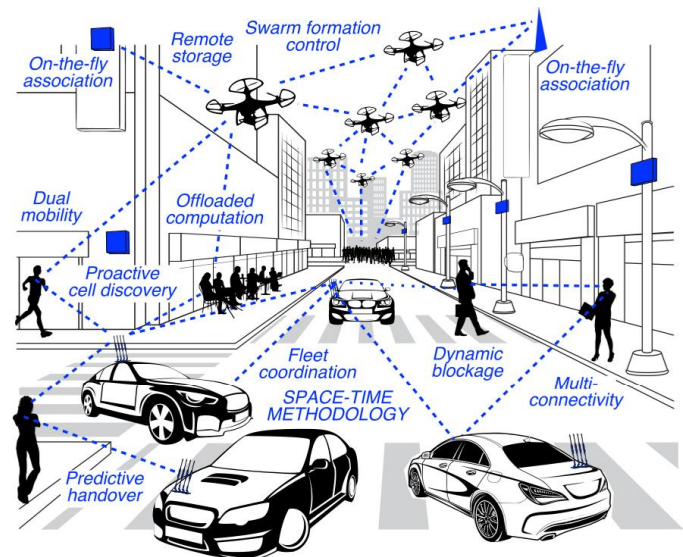 Swarm formation
control
Remote
storage
On-the-fly
association
On-the-fly
association
Dual
mobility
Offloaded
computation
Proactive
cell discovery
Fleet
coordination
Dynamic
blockage
SPACE-TIME
METHODOLOGY
Multi-
connectivity
Predictive
handover